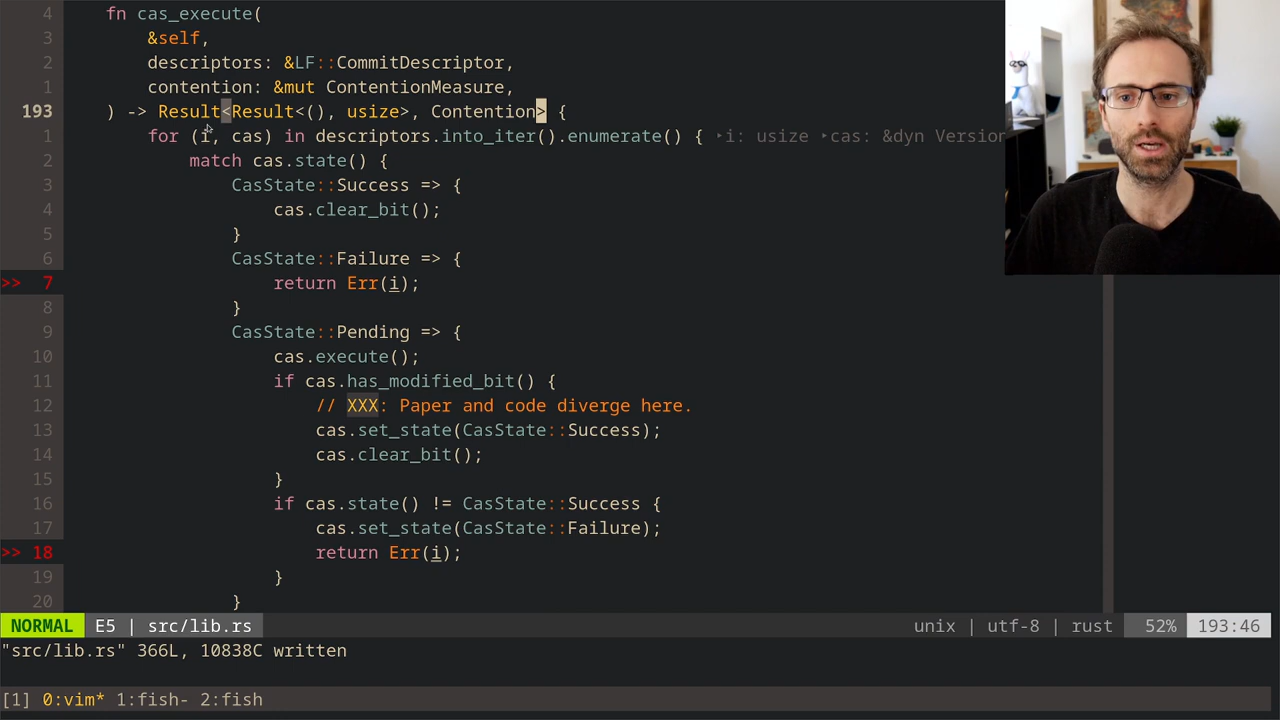 4 fn cas_execute(
3 &self,
2 descriptors: &LF::CommitDescriptor,
1 contention: &mut ContentionMeasure,
193 ) -> Result<Result<(), usize>, Contention> {
1 for (i, cas) in descriptors.into_iter().enumerate() { ‣i: usize ‣cas: &dyn Version
2 match cas.state() {
3 CasState::Success => {
4 cas.clear_bit();
5 }
6 CasState::Failure => {
>> 7 return Err(i);
8 }
9 CasState::Pending => {
10 cas.execute();
11 if cas.has_modified_bit() {
12 // XXX: Paper and code diverge here.
13 cas.set_state(CasState::Success);
14 cas.clear_bit();
15 }
16 if cas.state() != CasState::Success {
17 cas.set_state(CasState::Failure);
>> 18 return Err(i);
19 }
20 }
NORMAL E5 | src/lib.rs unix | utf-8 | rust 52% 193:46
"src/lib.rs" 366L, 10838C written
[1] 0:vim* 1:fish- 2:fish